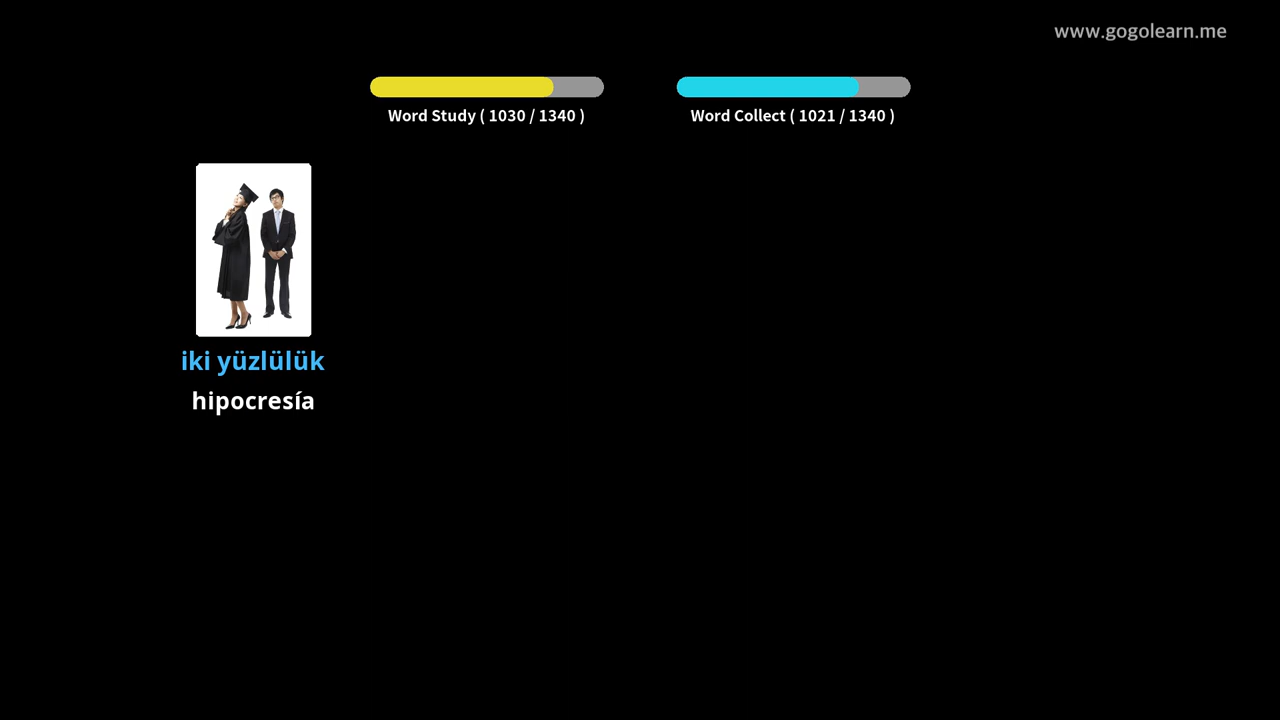 www.gogolearn.me
Word Study ( 1030 / 1340 )
Word Collect ( 1021 / 1340 )
iki yüzlülük
hipocresía